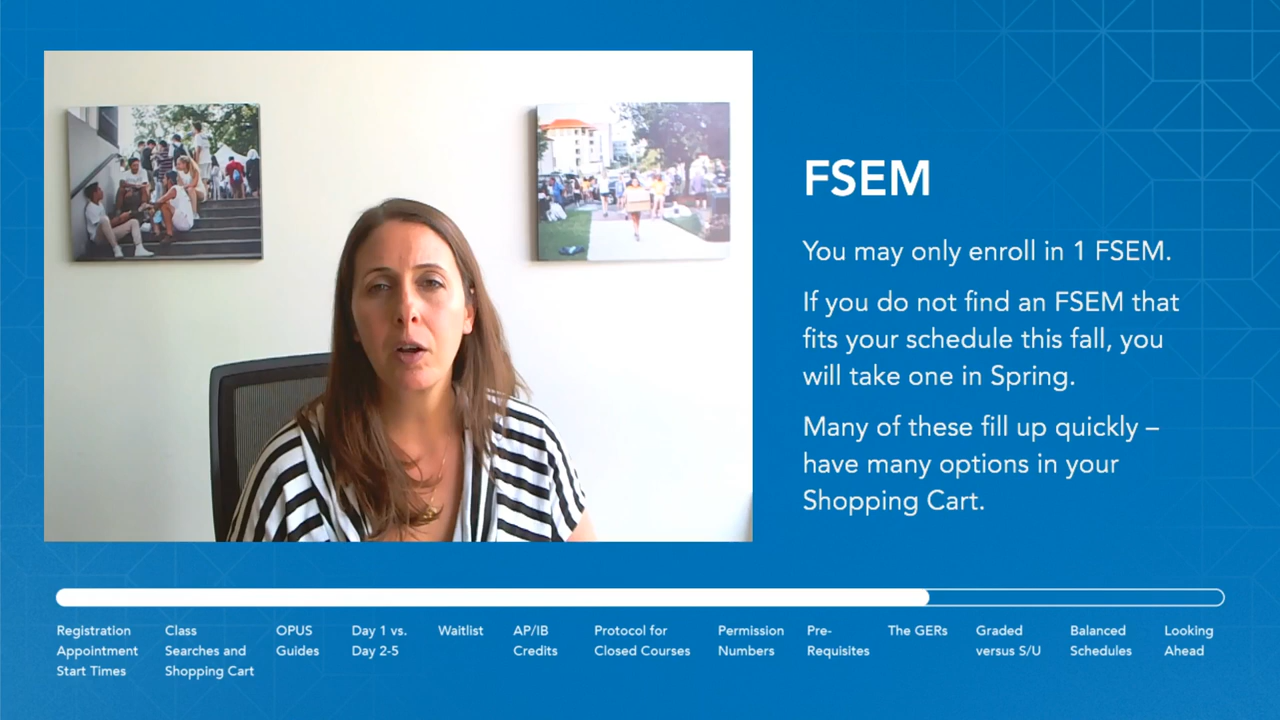 FSEM
You may only enroll in 1 FSEM.
If you do not find an FSEM that
fits your schedule this fall, you
will take one in Spring.
Many of these fill up quickly –
have many options in your
Shopping Cart.
Registration
Appointment
Start Times
Class
Searches and
Shopping Cart
OPUS
Guides
Day 1 vs.
Day 2-5
Waitlist
AP/IB
Credits
Protocol for
Closed Courses
Permission
Numbers
Pre-
Requisites
The GERs
Graded
versus S/U
Balanced
Schedules
Looking
Ahead